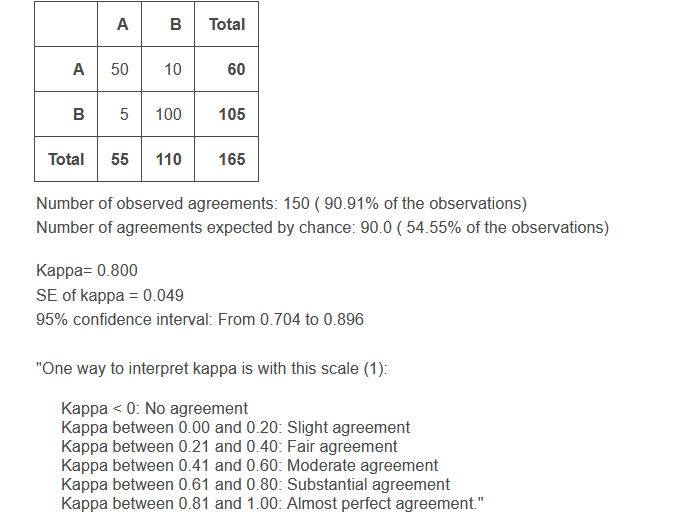 A B Total
A 50 10 60
B 5 100 105
Total 55 110 165
Number of observed agreements: 150 ( 90.91% of the observations)
Number of agreements expected by chance: 90.0 ( 54.55% of the observations)
Kappa= 0.800
SE of kappa = 0.049
95% confidence interval: From 0.704 to 0.896
"One way to interpret kappa is with this scale (1):
Kappa < 0: No agreement
Kappa between 0.00 and 0.20: Slight agreement
Kappa between 0.21 and 0.40: Fair agreement
Kappa between 0.41 and 0.60: Moderate agreement
Kappa between 0.61 and 0.80: Substantial agreement
Kappa between 0.81 and 1.00: Almost perfect agreement."